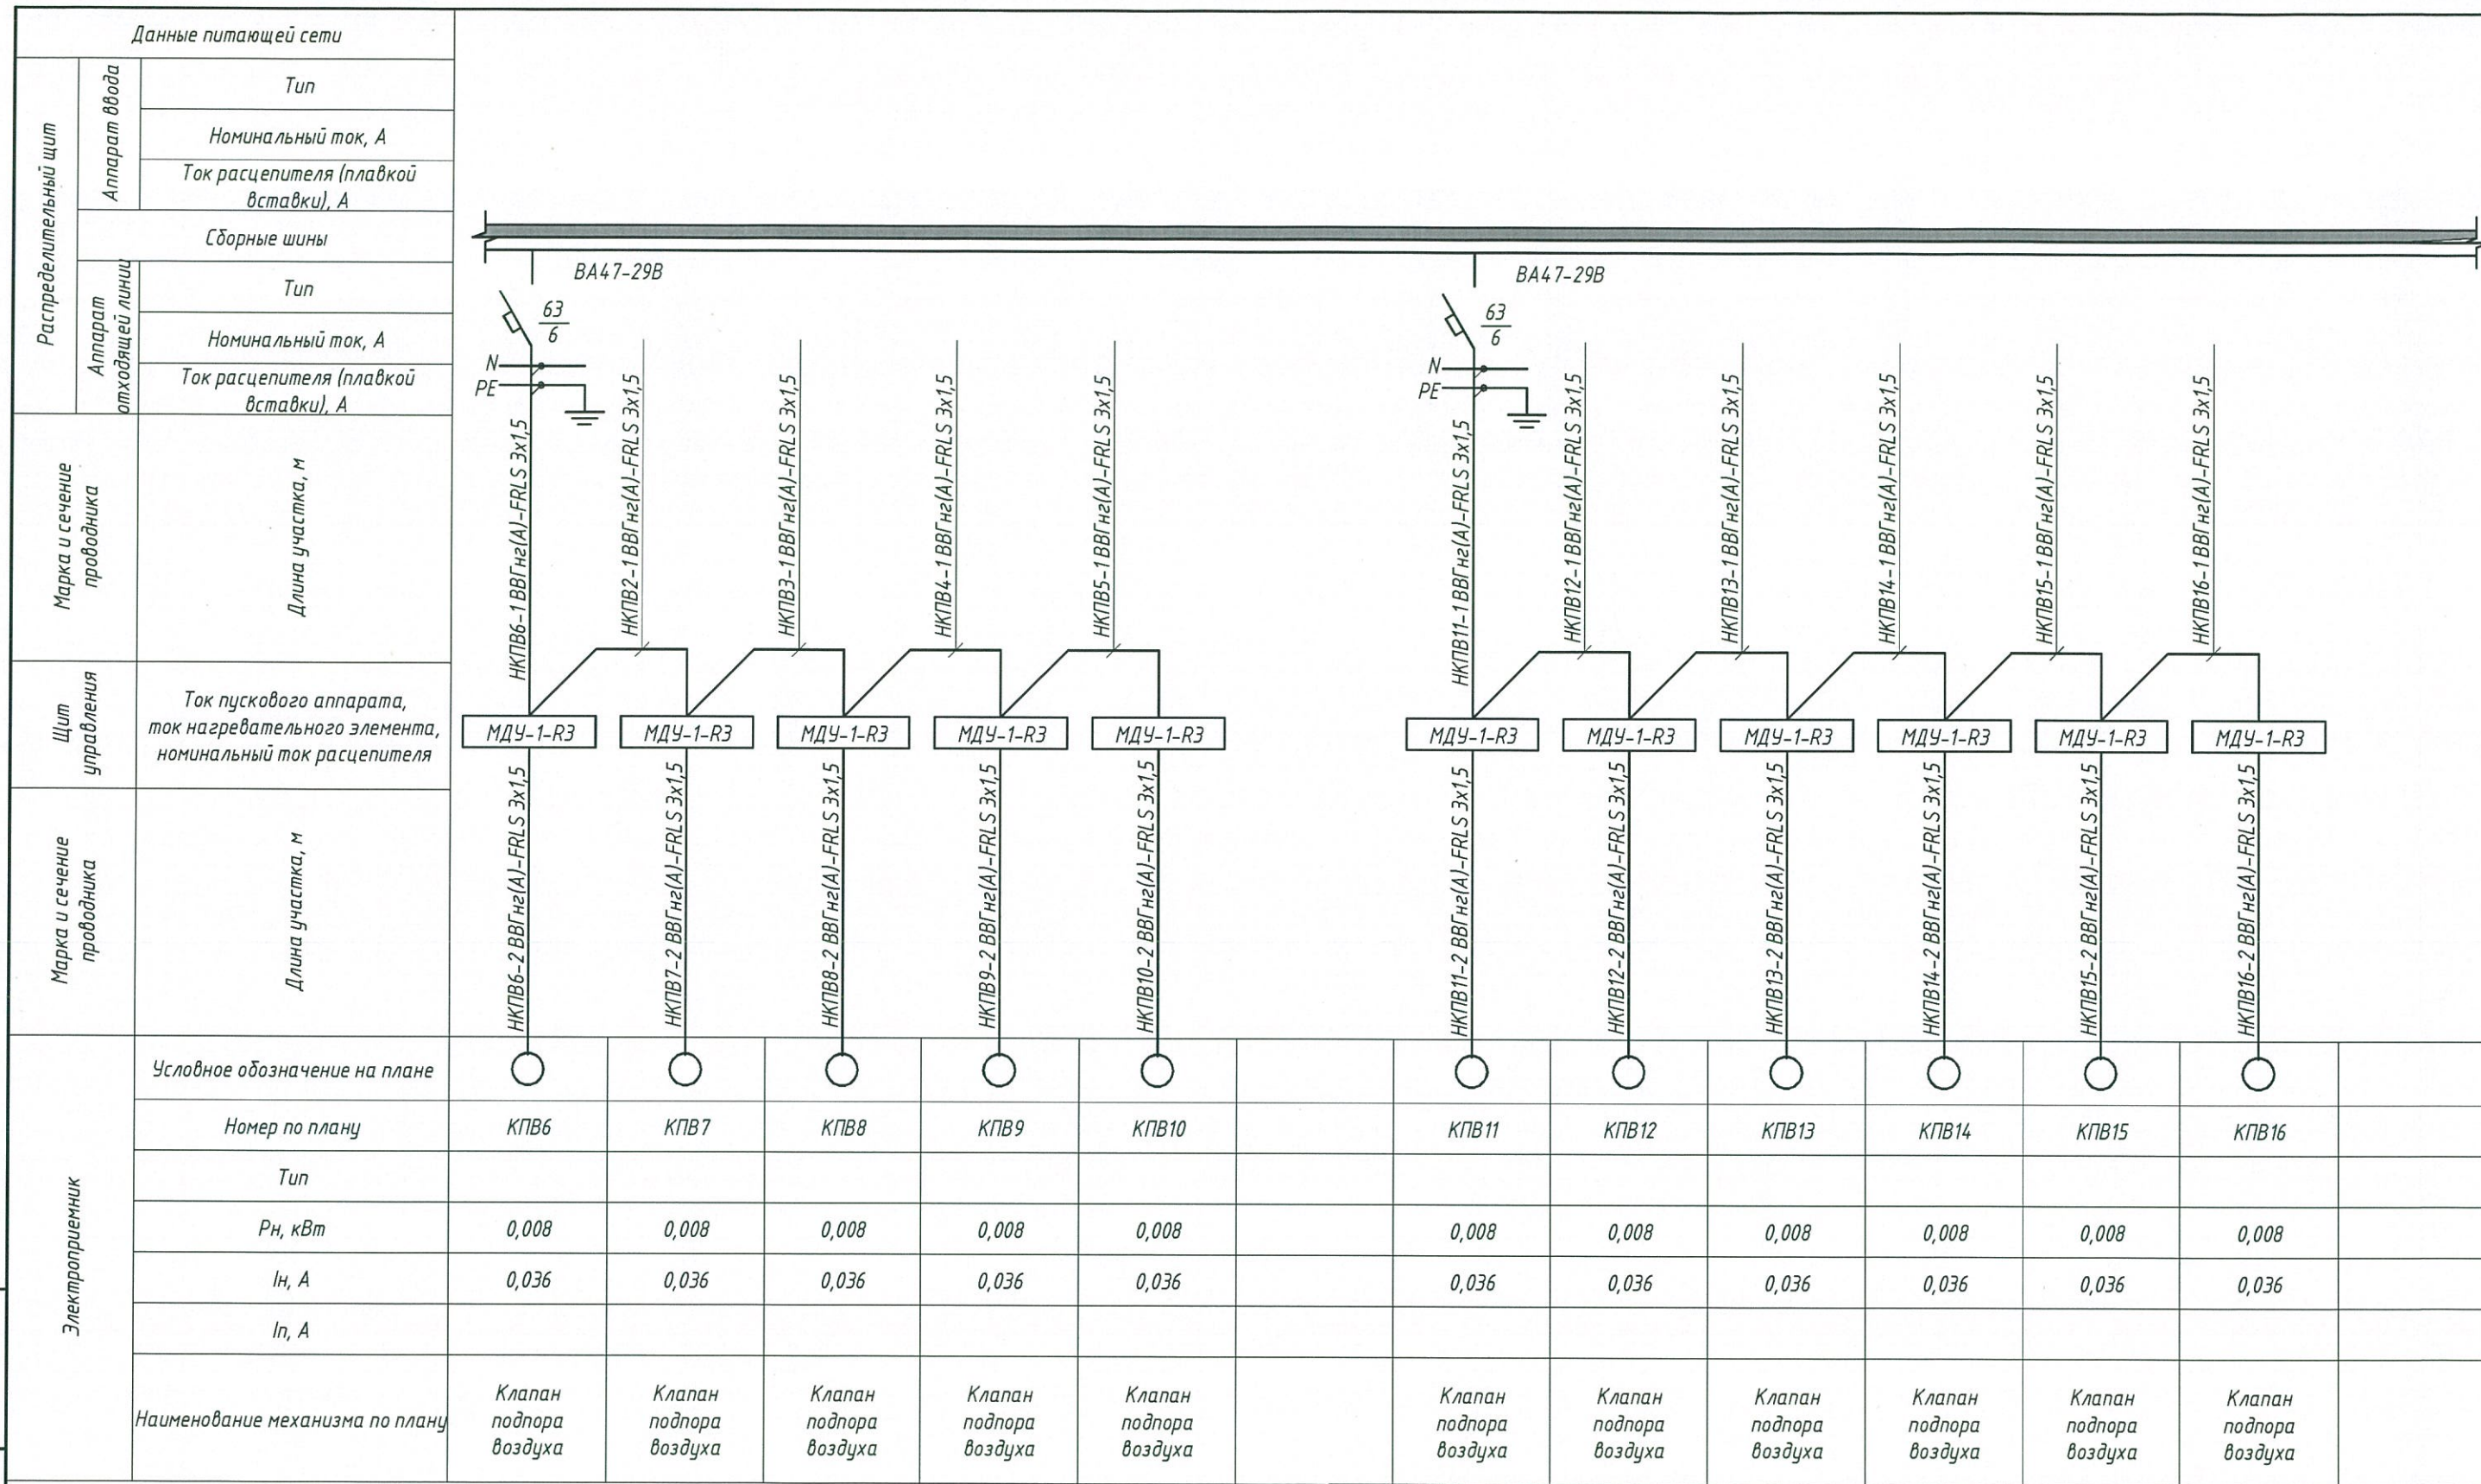 Данные питающей сети
Распределительный щит
Аппарат ввода
Тип
Номинальный ток, А
Ток расцепителя (плавкой
вставки), А
Сборные шины
Аппарат
отходящей линии
Тип
Номинальный ток, А
Ток расцепителя (плавкой
вставки), А
ВА47-29В
63
6
N
PE
ВА47-29В
63
6
N
PE
Марка и сечение
проводника
Длина участка, м
НКПВ6-1 ВВГнг(А)-FRLS 3х1,5
НКПВ2-1 ВВГнг(А)-FRLS 3х1,5
НКПВ3-1 ВВГнг(А)-FRLS 3х1,5
НКПВ4-1 ВВГнг(А)-FRLS 3х1,5
НКПВ5-1 ВВГнг(А)-FRLS 3х1,5
НКПВ11-1 ВВГнг(А)-FRLS 3х1,5
НКПВ12-1 ВВГнг(А)-FRLS 3х1,5
НКПВ13-1 ВВГнг(А)-FRLS 3х1,5
НКПВ14-1 ВВГнг(А)-FRLS 3х1,5
НКПВ15-1 ВВГнг(А)-FRLS 3х1,5
НКПВ16-1 ВВГнг(А)-FRLS 3х1,5
Щит
управления
Ток пускового аппарата,
ток нагревательного элемента,
номинальный ток расцепителя
МДУ-1-R3 МДУ-1-R3 МДУ-1-R3 МДУ-1-R3 МДУ-1-R3 МДУ-1-R3 МДУ-1-R3 МДУ-1-R3 МДУ-1-R3 МДУ-1-R3 МДУ-1-R3
Марка и сечение
проводника
Длина участка, м
НКПВ6-2 ВВГнг(А)-FRLS 3х1,5
НКПВ7-2 ВВГнг(А)-FRLS 3х1,5
НКПВ8-2 ВВГнг(А)-FRLS 3х1,5
НКПВ9-2 ВВГнг(А)-FRLS 3х1,5
НКПВ10-2 ВВГнг(А)-FRLS 3х1,5
НКПВ11-2 ВВГнг(А)-FRLS 3х1,5
НКПВ12-2 ВВГнг(А)-FRLS 3х1,5
НКПВ13-2 ВВГнг(А)-FRLS 3х1,5
НКПВ14-2 ВВГнг(А)-FRLS 3х1,5
НКПВ15-2 ВВГнг(А)-FRLS 3х1,5
НКПВ16-2 ВВГнг(А)-FRLS 3х1,5
Электроприемник
Условное обозначение на плане
Номер по плану КПВ6 КПВ7 КПВ8 КПВ9 КПВ10 КПВ11 КПВ12 КПВ13 КПВ14 КПВ15 КПВ16
Тип
Рн, кВт 0,008 0,008 0,008 0,008 0,008 0,008 0,008 0,008 0,008 0,008 0,008
Iн, А 0,036 0,036 0,036 0,036 0,036 0,036 0,036 0,036 0,036 0,036 0,036
Iп, А
Наименование механизма по плану
Клапан Клапан Клапан Клапан Клапан Клапан Клапан Клапан Клапан Клапан Клапан
подпора подпора подпора подпора подпора подпора подпора подпора подпора подпора подпора
воздуха воздуха воздуха воздуха воздуха воздуха воздуха воздуха воздуха воздуха воздуха